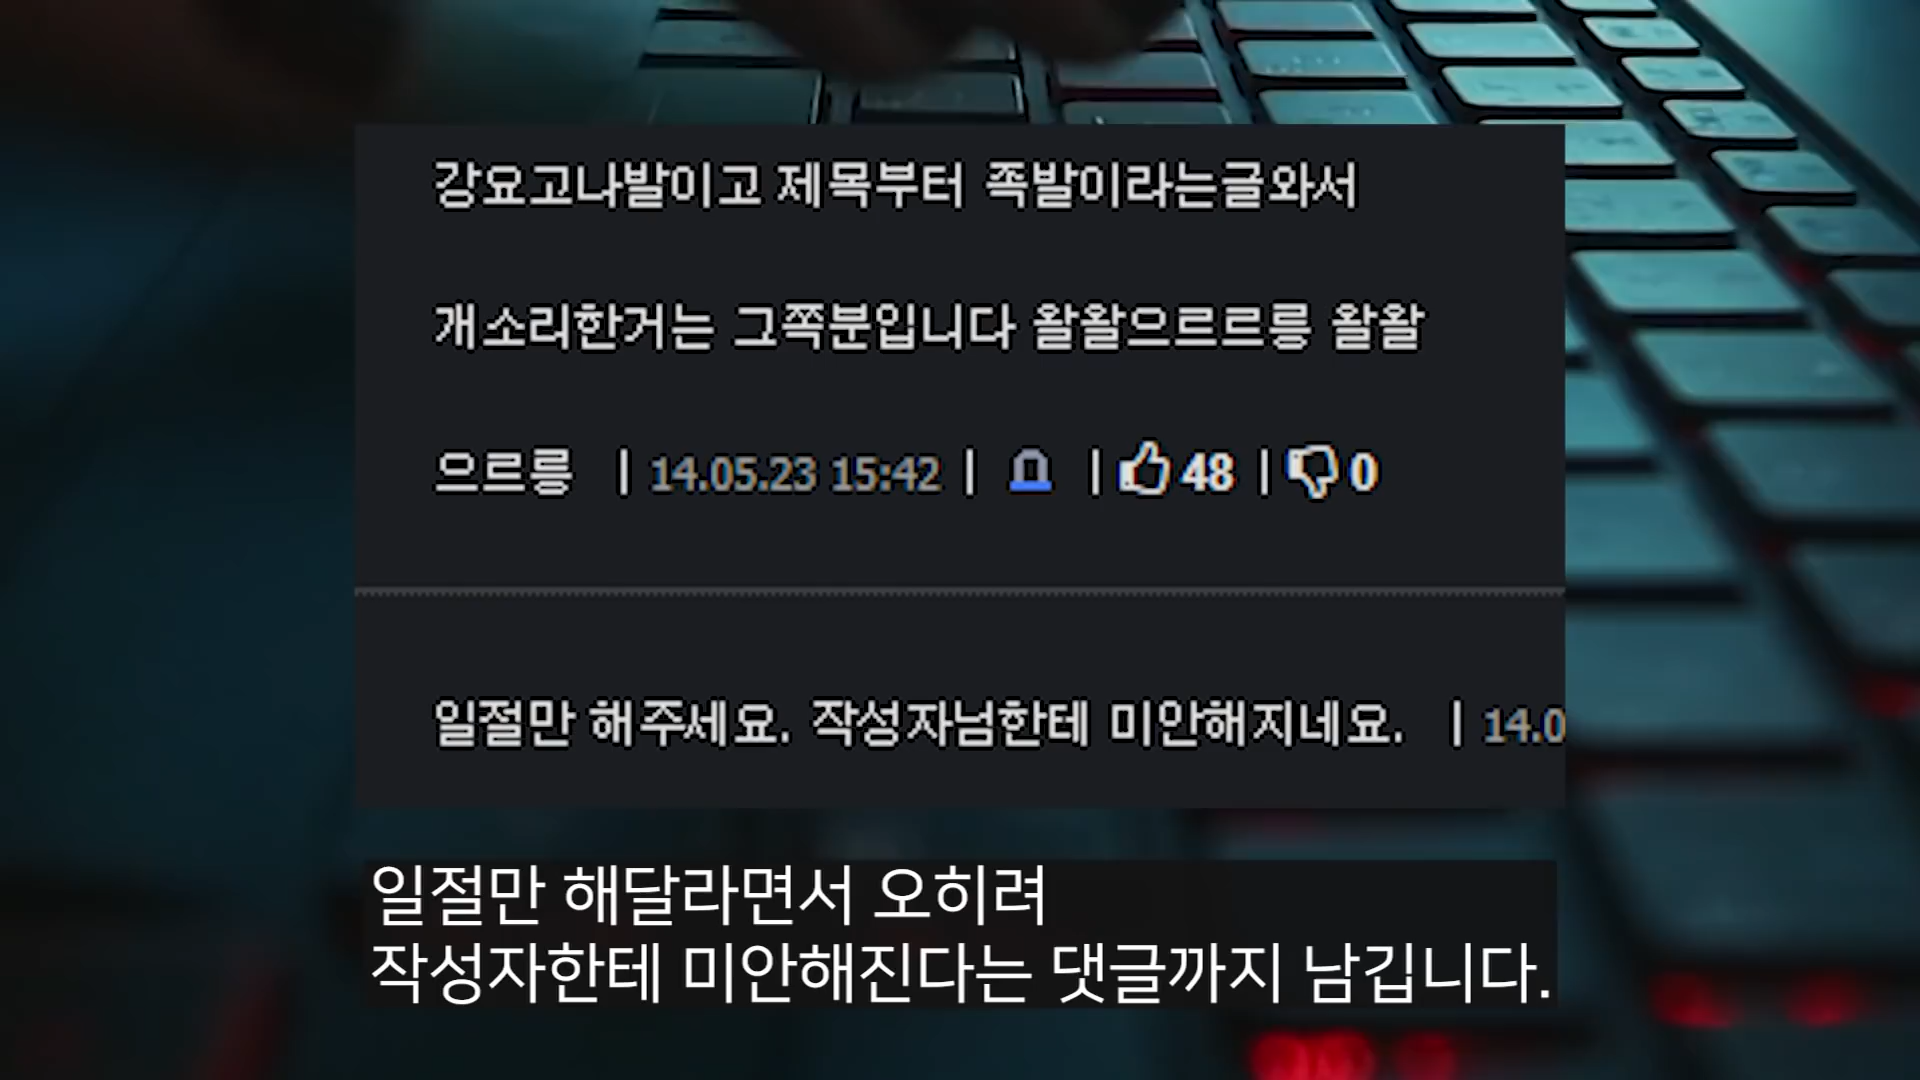 강요고나발이고 제목부터 족발이라는글와서
개소리한거는 그쪽분입니다 왈왈으르르릉 왈왈
으르릉 | 14.05.23 15:42 | | 48 | 0
일절만 해주세요. 작성자님한테 미안해지네요. | 14.0
일절만 해달라면서 오히려
작성자한테 미안해진다는 댓글까지 남깁니다.